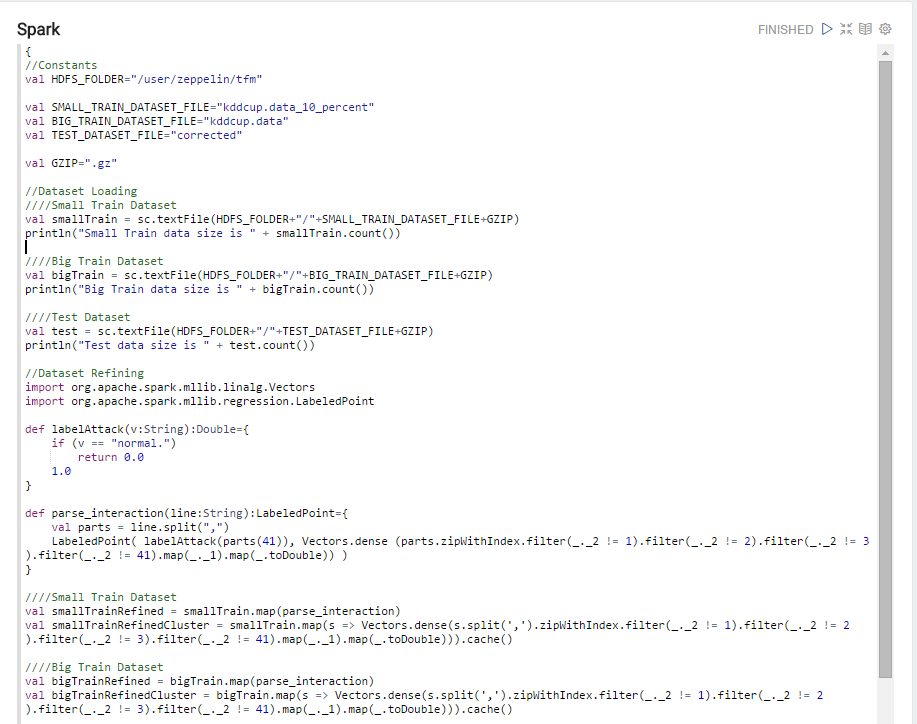 Spark
FINISHED
{
//Constants
val HDFS_FOLDER="/user/zeppelin/tfm"
val SMALL_TRAIN_DATASET_FILE="kddcup.data_10_percent"
val BIG_TRAIN_DATASET_FILE="kddcup.data"
val TEST_DATASET_FILE="corrected"
val GZIP=".gz"
//Dataset Loading
////Small Train Dataset
val smallTrain = sc.textFile(HDFS_FOLDER+"/"+SMALL_TRAIN_DATASET_FILE+GZIP)
println("Small Train data size is " + smallTrain.count())
////Big Train Dataset
val bigTrain = sc.textFile(HDFS_FOLDER+"/"+BIG_TRAIN_DATASET_FILE+GZIP)
println("Big Train data size is " + bigTrain.count())
////Test Dataset
val test = sc.textFile(HDFS_FOLDER+"/"+TEST_DATASET_FILE+GZIP)
println("Test data size is " + test.count())
//Dataset Refining
import org.apache.spark.mllib.linalg.Vectors
import org.apache.spark.mllib.regression.LabeledPoint
def labelAttack(v:String):Double={
    if (v == "normal.")
        return 0.0
    1.0
}
def parse_interaction(line:String):LabeledPoint={
    val parts = line.split(",")
    LabeledPoint( labelAttack(parts(41)), Vectors.dense (parts.zipWithIndex.filter(_._2 != 1).filter(_._2 != 2).filter(_._2 != 3
).filter(_._2 != 41).map(_._1).map(_.toDouble)) )
}
////Small Train Dataset
val smallTrainRefined = smallTrain.map(parse_interaction)
val smallTrainRefinedCluster = smallTrain.map(s => Vectors.dense(s.split(',').zipWithIndex.filter(_._2 != 1).filter(_._2 != 2
).filter(_._2 != 3).filter(_._2 != 41).map(_._1).map(_.toDouble))).cache()
////Big Train Dataset
val bigTrainRefined = bigTrain.map(parse_interaction)
val bigTrainRefinedCluster = bigTrain.map(s => Vectors.dense(s.split(',').zipWithIndex.filter(_._2 != 1).filter(_._2 != 2
).filter(_._2 != 3).filter(_._2 != 41).map(_._1).map(_.toDouble))).cache()